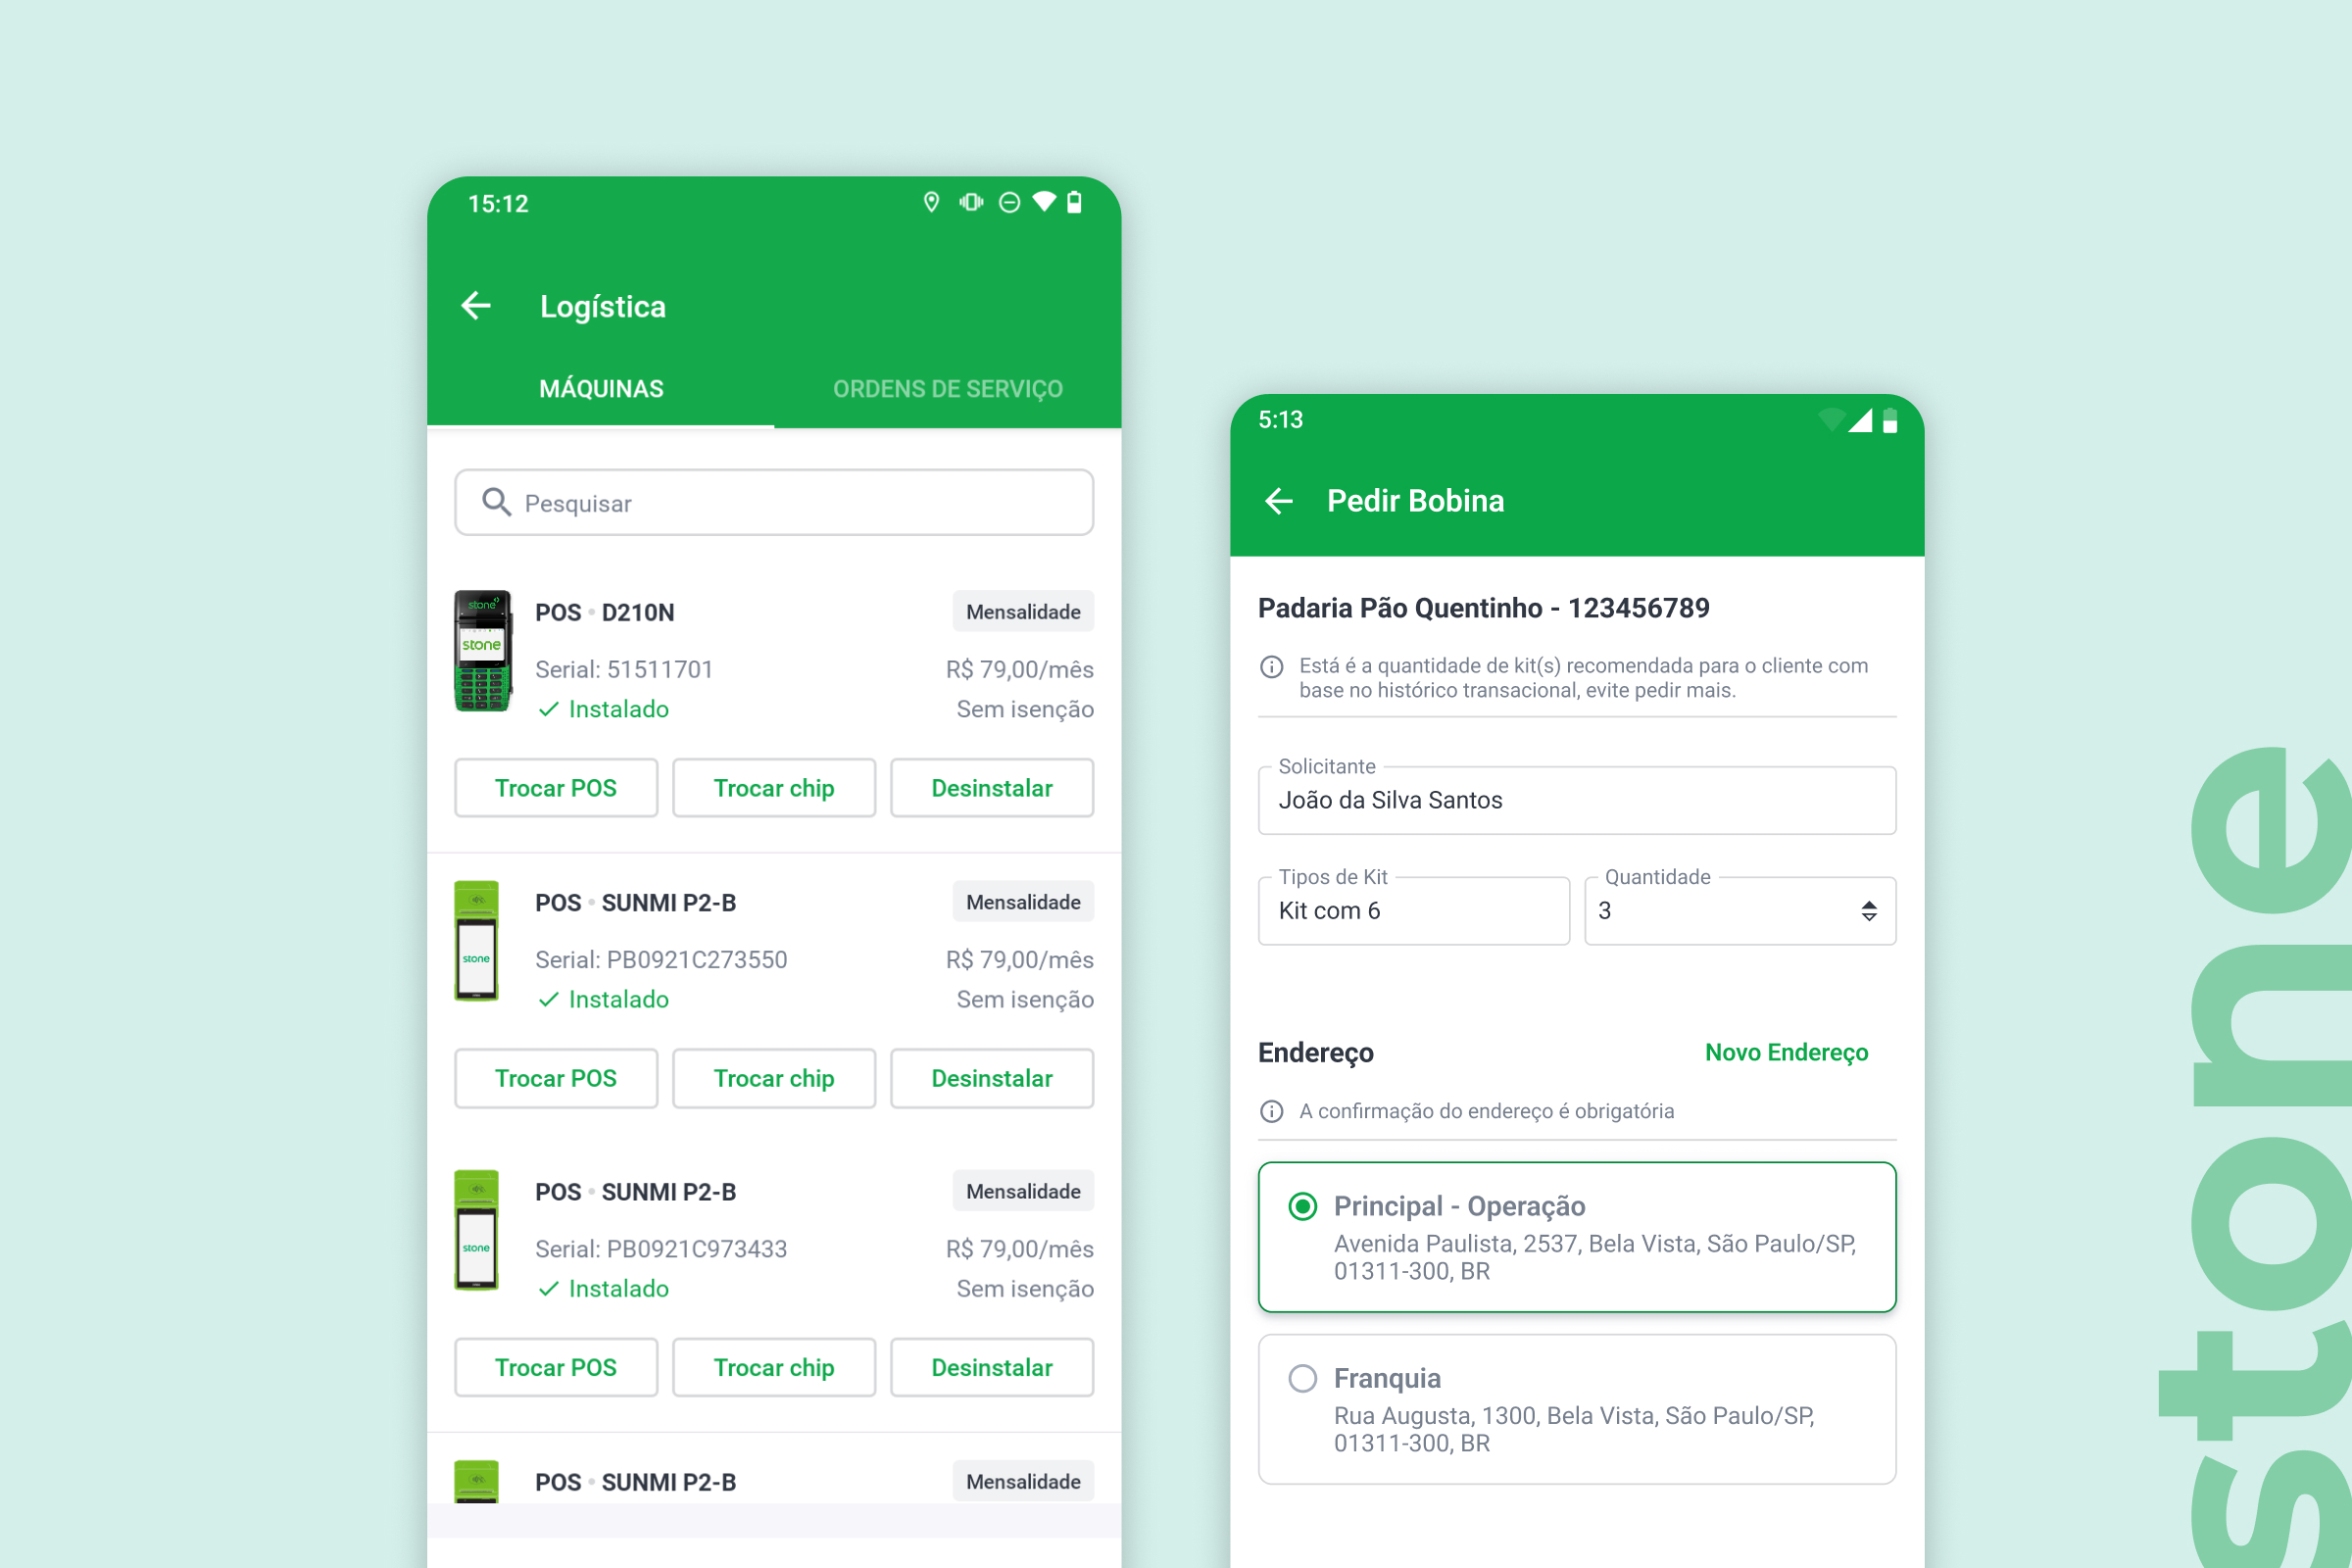 15:12
Logística
MÁQUINAS
ORDENS DE SERVIÇO
Pesquisar
stone
stone
POS • D210N
Mensalidade
Serial: 51511701
R$ 79,00/mês
Instalado
Sem isenção
Trocar POS
Trocar chip
Desinstalar
POS • SUNMI P2-B
Mensalidade
stone
Serial: PB0921C273550
R$ 79,00/mês
Instalado
Sem isenção
Trocar POS
Trocar chip
Desinstalar
POS • SUNMI P2-B
Mensalidade
stone
Serial: PB0921C973433
R$ 79,00/mês
Instalado
Sem isenção
Trocar POS
Trocar chip
Desinstalar
POS • SUNMI P2-B
Mensalidade
5:13
Pedir Bobina
Padaria Pão Quentinho - 123456789
Está é a quantidade de kit(s) recomendada para o cliente com
base no histórico transacional, evite pedir mais.
Solicitante
João da Silva Santos
Tipos de Kit
Kit com 6
Quantidade
3
Endereço
Novo Endereço
A confirmação do endereço é obrigatória
Principal - Operação
Avenida Paulista, 2537, Bela Vista, São Paulo/SP,
01311-300, BR
Franquia
Rua Augusta, 1300, Bela Vista, São Paulo/SP,
01311-300, BR
stone